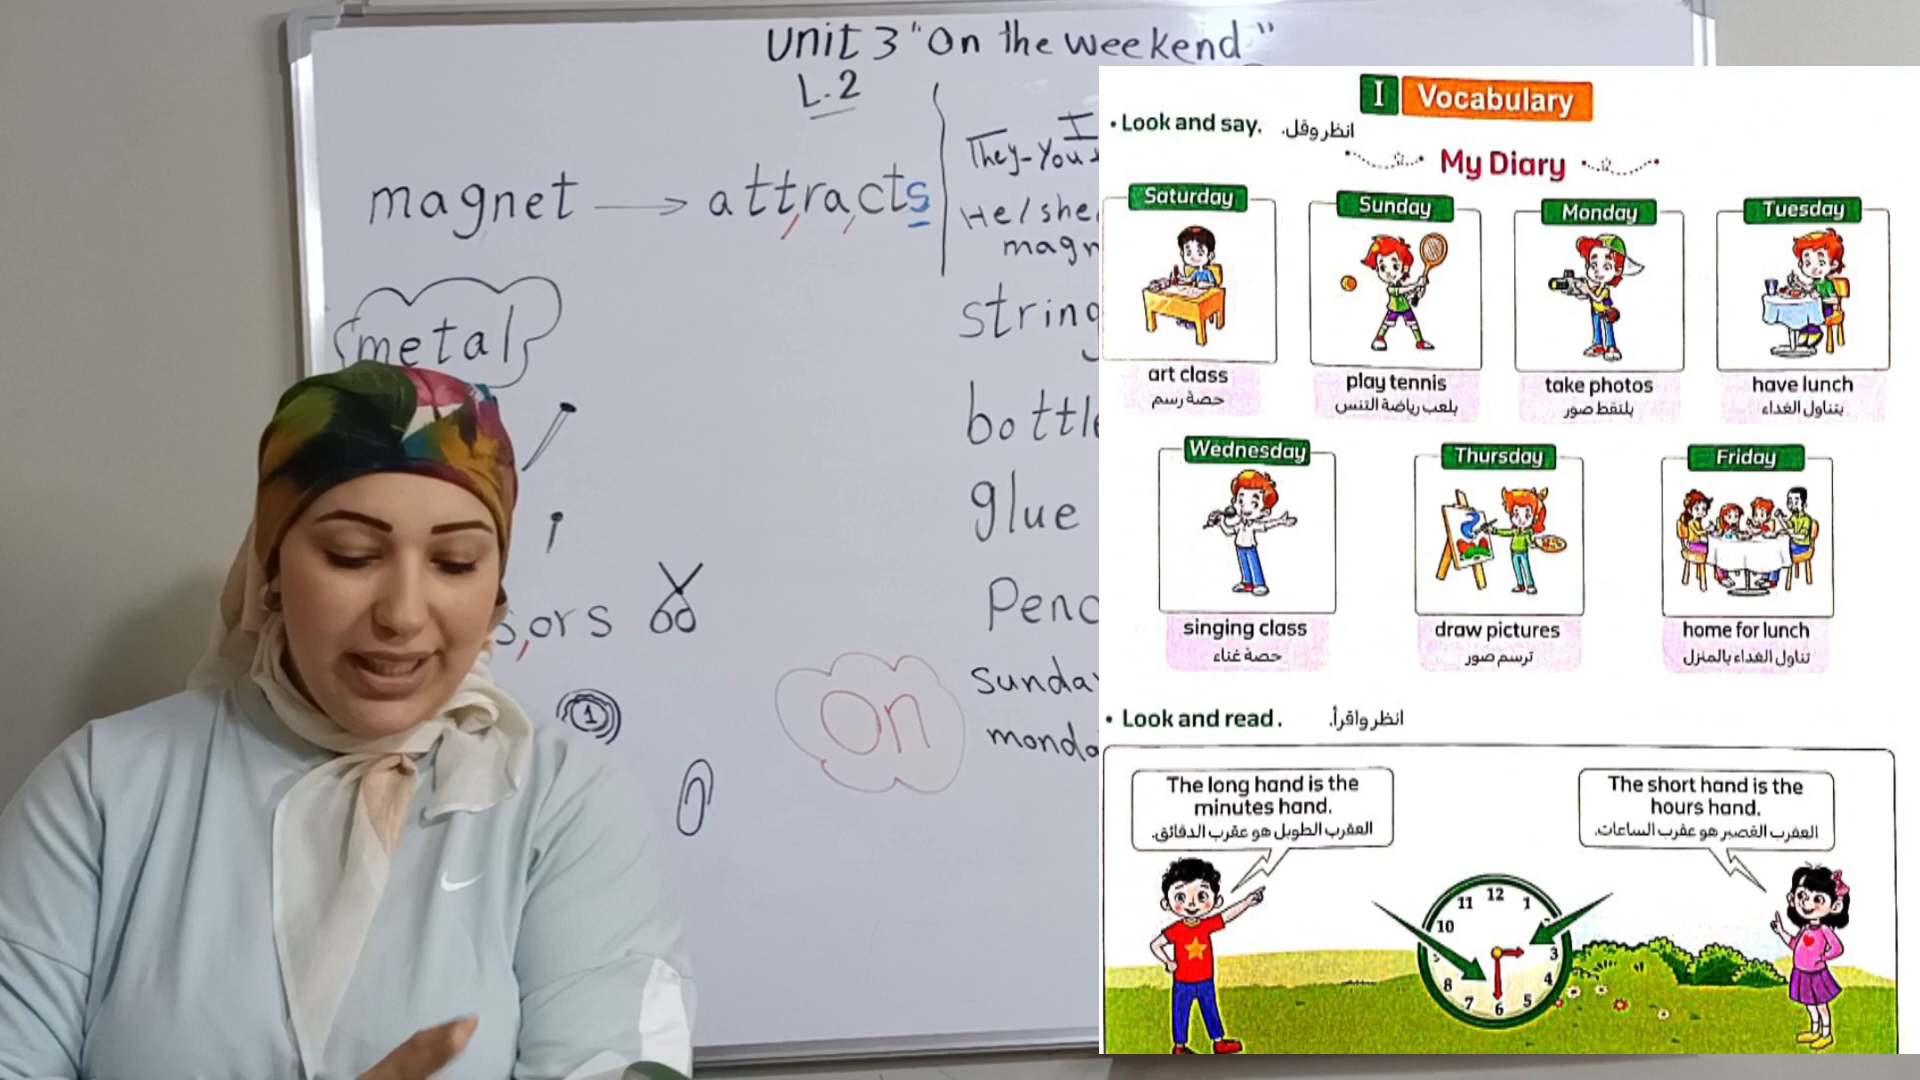 Unit 3 "On the weekend"
L.2
magnet → attracts
I
They - You
He / she
magn
metal
string
bottle
glue
Penc
sunday
monda
sors
1
On
I Vocabulary
• Look and say. انظر وقل.
My Diary
Saturday
Sunday
Monday
Tuesday
art class
play tennis
take photos
have lunch
حصة رسم
يلعب رياضة التنس
يلتقط صور
يتناول الغداء
Wednesday
Thursday
Friday
singing class
draw pictures
home for lunch
حصة غناء
ترسم صور
تناول الغداء بالمنزل
• Look and read. انظر واقرأ.
The long hand is the
minutes hand.
العقرب الطويل هو عقرب الدقائق.
The short hand is the
hours hand.
العقرب القصير هو عقرب الساعات.
12
11
1
10
3
4
8
7
5
6